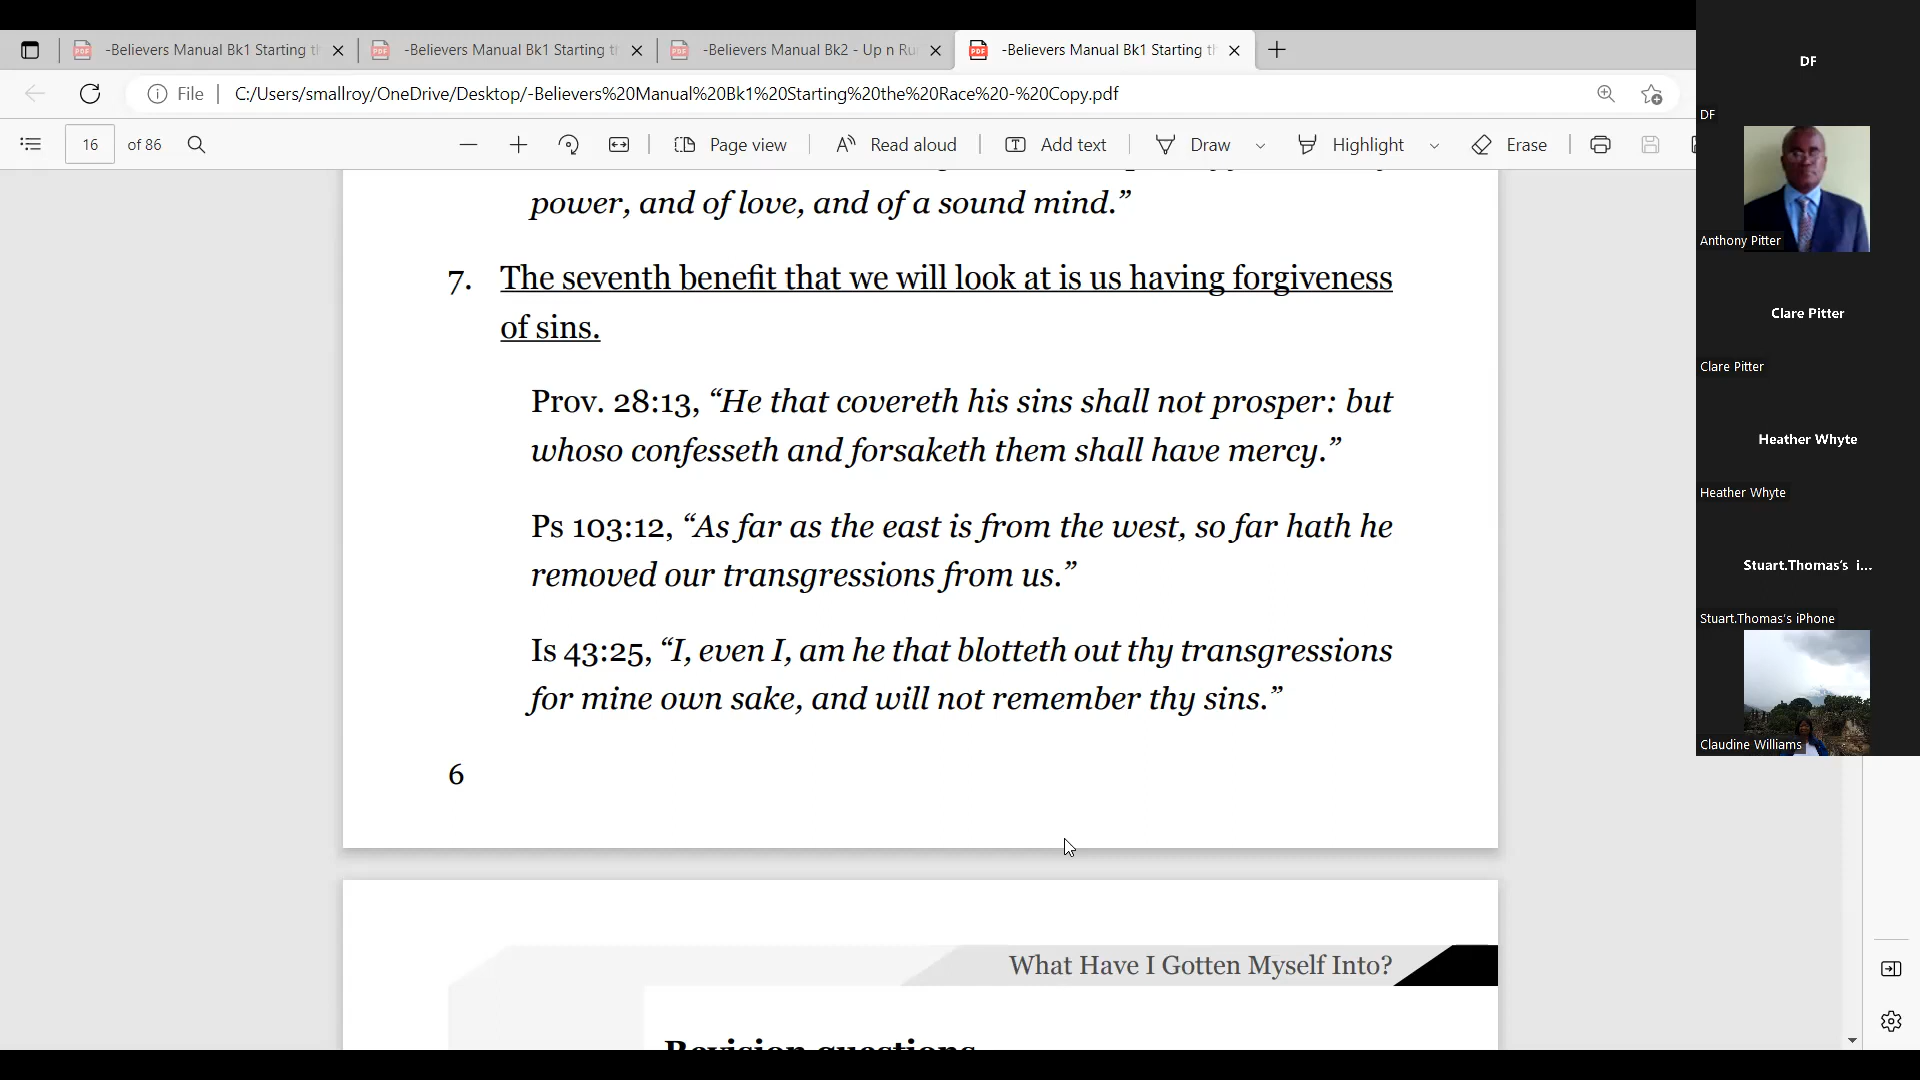 -Believers Manual Bk1 Starting th
-Believers Manual Bk1 Starting th
-Believers Manual Bk2 - Up n Ru
-Believers Manual Bk1 Starting th
File
C:/Users/smallroy/OneDrive/Desktop/-Believers%20Manual%20Bk1%20Starting%20the%20Race%20-%20Copy.pdf
16 of 86
Page view
Read aloud
Add text
Draw
Highlight
Erase
power, and of love, and of a sound mind.”
7. The seventh benefit that we will look at is us having forgiveness
of sins.
Prov. 28:13, “He that covereth his sins shall not prosper: but
whoso confesseth and forsaketh them shall have mercy.”
Ps 103:12, “As far as the east is from the west, so far hath he
removed our transgressions from us.”
Is 43:25, “I, even I, am he that blotteth out thy transgressions
for mine own sake, and will not remember thy sins.”
6
What Have I Gotten Myself Into?
Revision questions
DF
DF
Anthony Pitter
Clare Pitter
Clare Pitter
Heather Whyte
Heather Whyte
Stuart.Thomas's i...
Stuart.Thomas's iPhone
Claudine Williams